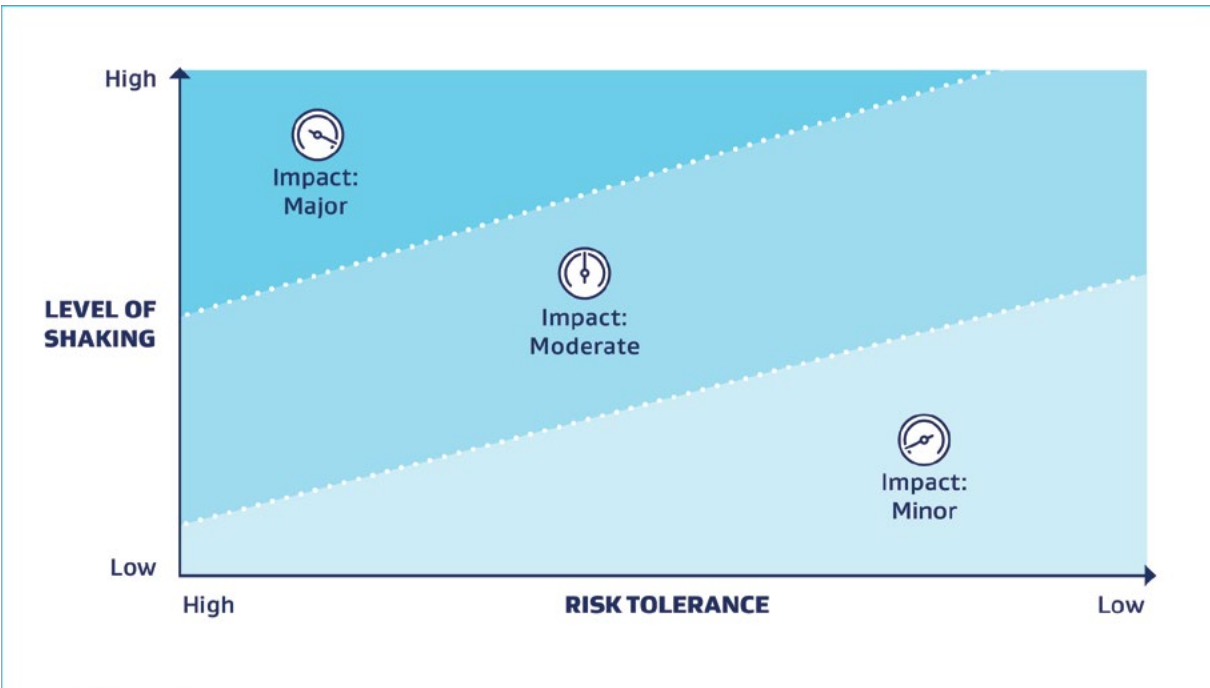 High
Impact:
Major
LEVEL OF
SHAKING
Impact:
Moderate
Impact:
Minor
Low
High
RISK TOLERANCE
Low